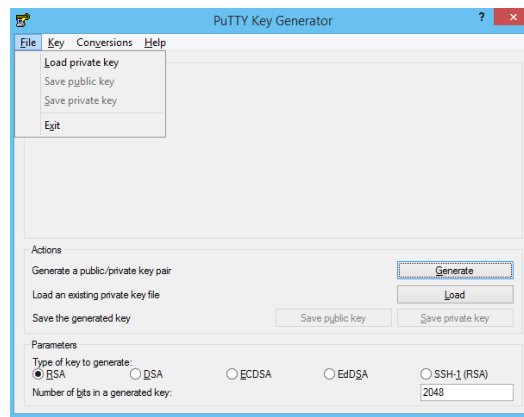 PuTTY Key Generator ?
File Key Conversions Help
Load private key
Save public key
Save private key
Exit
Actions
Generate a public/private key pair Generate
Load an existing private key file Load
Save the generated key Save public key Save private key
Parameters
Type of key to generate:
RSA DSA ECDSA EdDSA SSH-1 (RSA)
Number of bits in a generated key: 2048